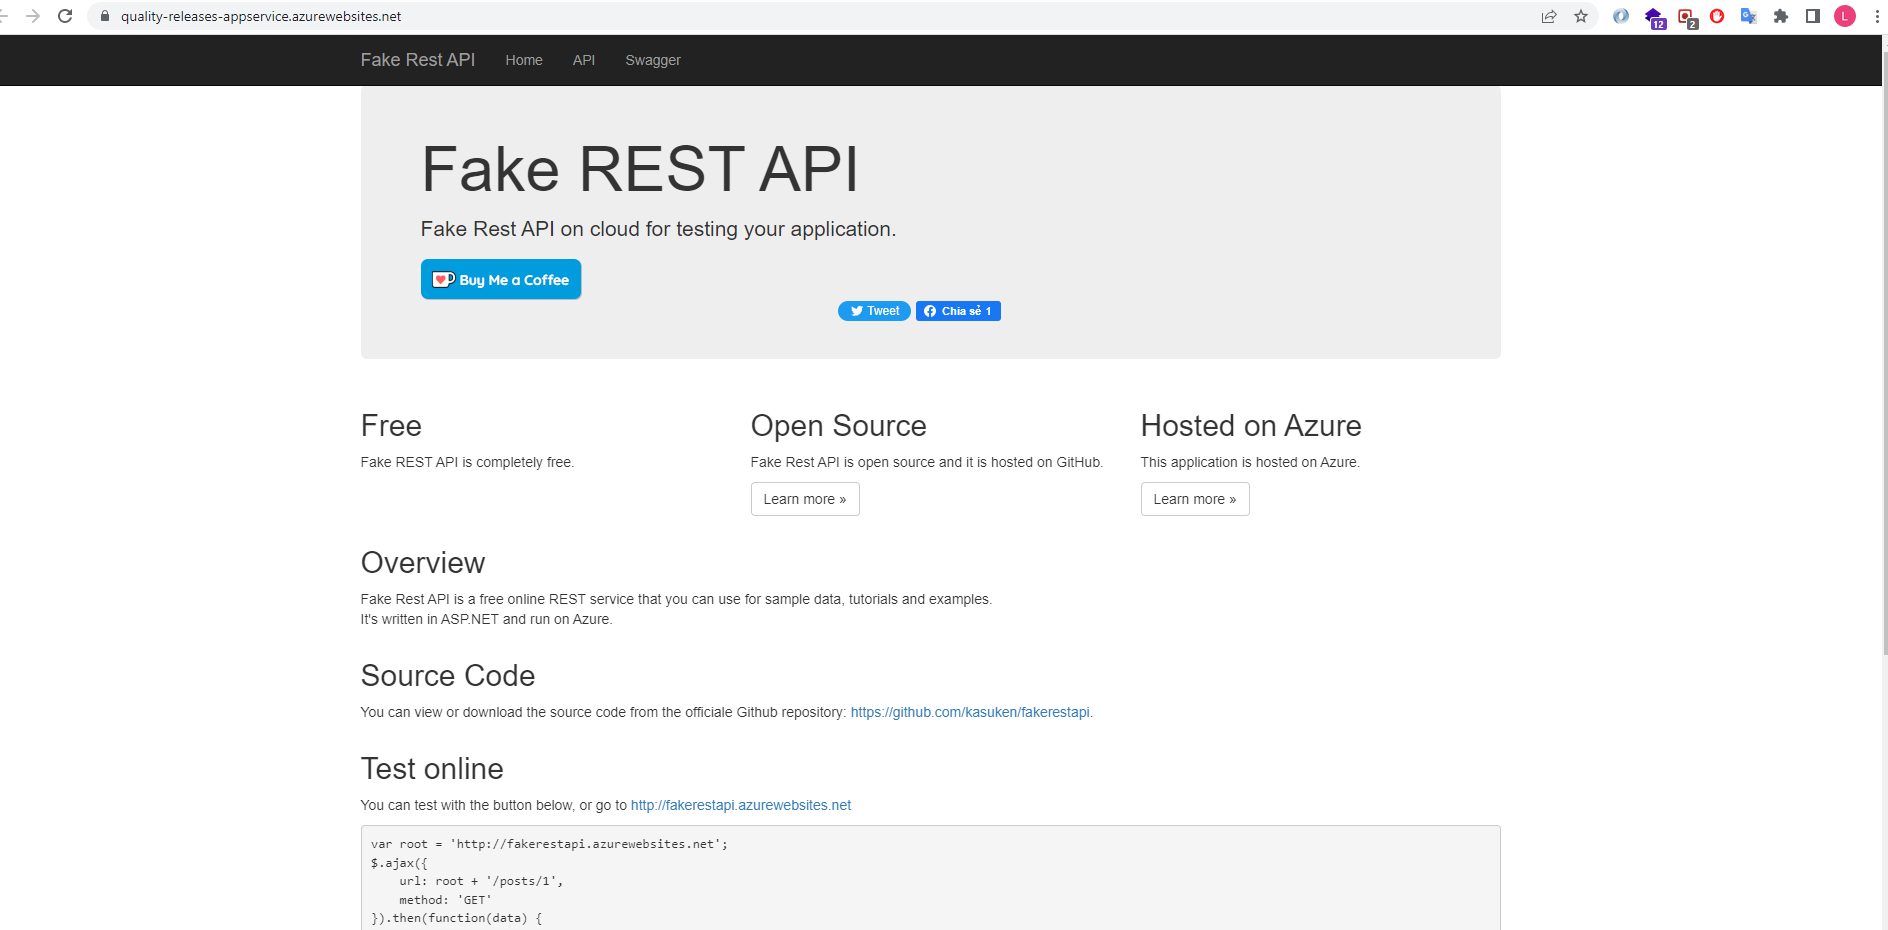 quality-releases-appservice.azurewebsites.net
12
2
L
Fake Rest API Home API Swagger
Fake REST API
Fake Rest API on cloud for testing your application.
Buy Me a Coffee
Tweet Chia sẻ 1
Free
Fake REST API is completely free.
Open Source
Fake Rest API is open source and it is hosted on GitHub.
Learn more »
Hosted on Azure
This application is hosted on Azure.
Learn more »
Overview
Fake Rest API is a free online REST service that you can use for sample data, tutorials and examples.
It's written in ASP.NET and run on Azure.
Source Code
You can view or download the source code from the officiale Github repository: https://github.com/kasuken/fakerestapi.
Test online
You can test with the button below, or go to http://fakerestapi.azurewebsites.net
var root = 'http://fakerestapi.azurewebsites.net';
$.ajax({
    url: root + '/posts/1',
    method: 'GET'
}).then(function(data) {